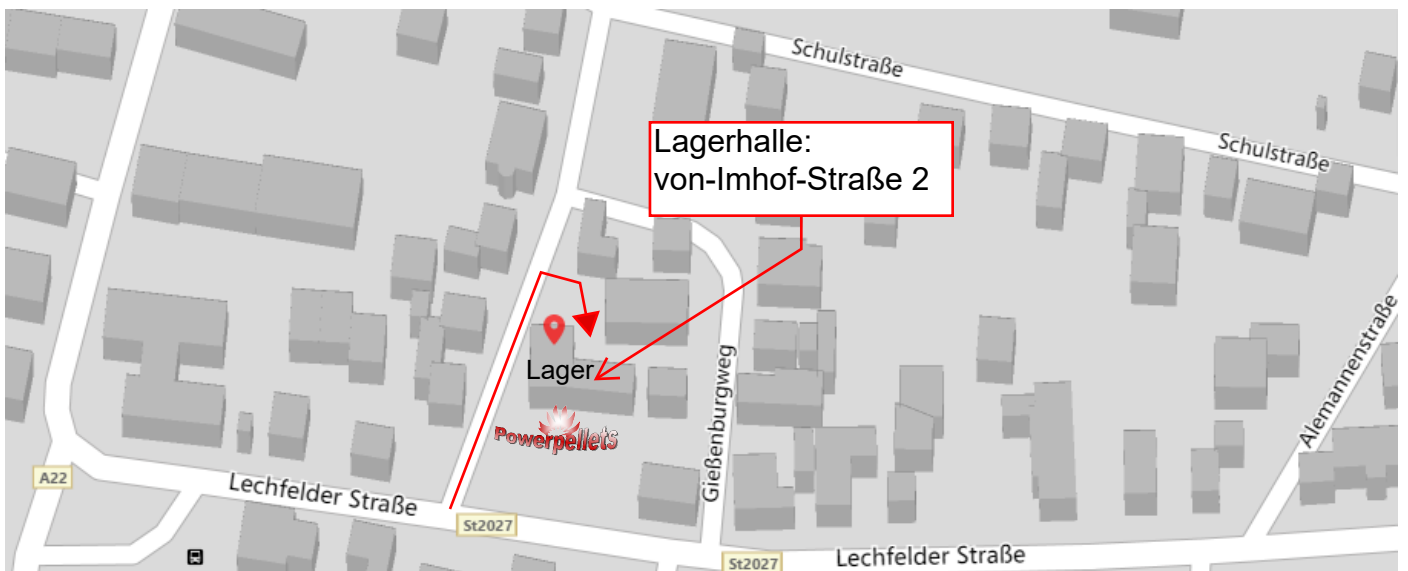 Schulstraße
Lagerhalle:
von-Imhof-Straße 2
Schulstraße
Lager
Gießenburgweg
Alemannenstraße
Powerpellets
A22
Lechfelder Straße
St2027
St2027
Lechfelder Straße